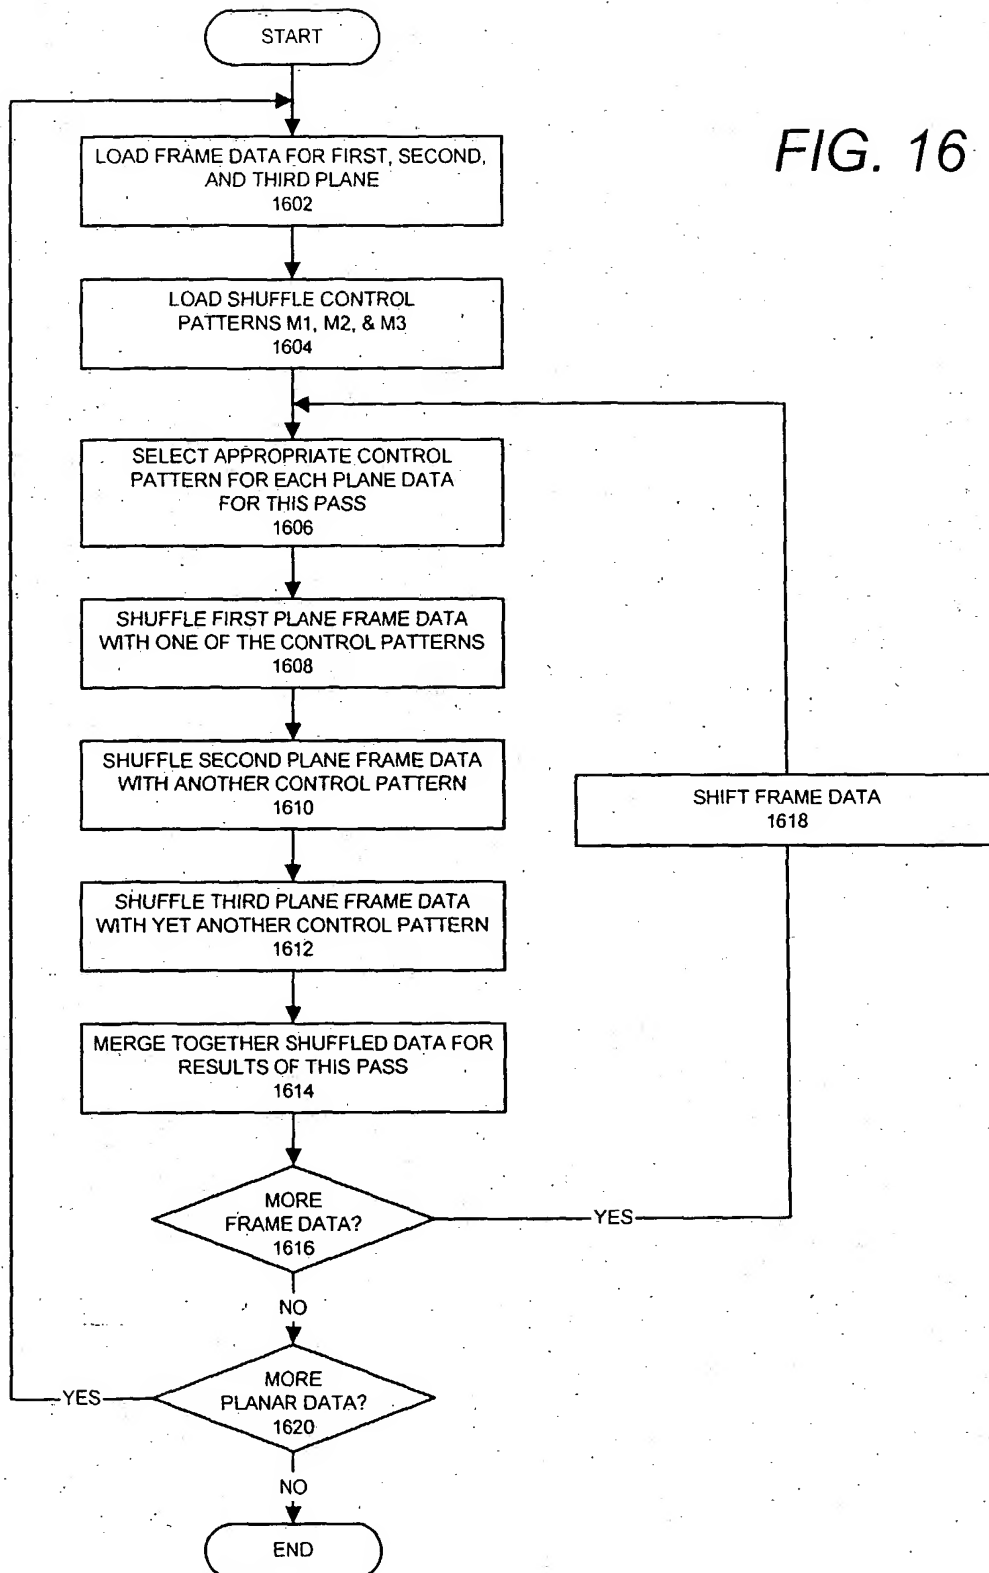 START
FIG. 16
LOAD FRAME DATA FOR FIRST, SECOND,
AND THIRD PLANE
1602
LOAD SHUFFLE CONTROL
PATTERNS M1, M2, & M3
1604
SELECT APPROPRIATE CONTROL
PATTERN FOR EACH PLANE DATA
FOR THIS PASS
1606
SHUFFLE FIRST PLANE FRAME DATA
WITH ONE OF THE CONTROL PATTERNS
1608
SHUFFLE SECOND PLANE FRAME DATA
WITH ANOTHER CONTROL PATTERN
1610
SHIFT FRAME DATA
1618
SHUFFLE THIRD PLANE FRAME DATA
WITH YET ANOTHER CONTROL PATTERN
1612
MERGE TOGETHER SHUFFLED DATA FOR
RESULTS OF THIS PASS
1614
MORE
FRAME DATA?
1616
YES
NO
MORE
PLANAR DATA?
1620
YES
NO
END